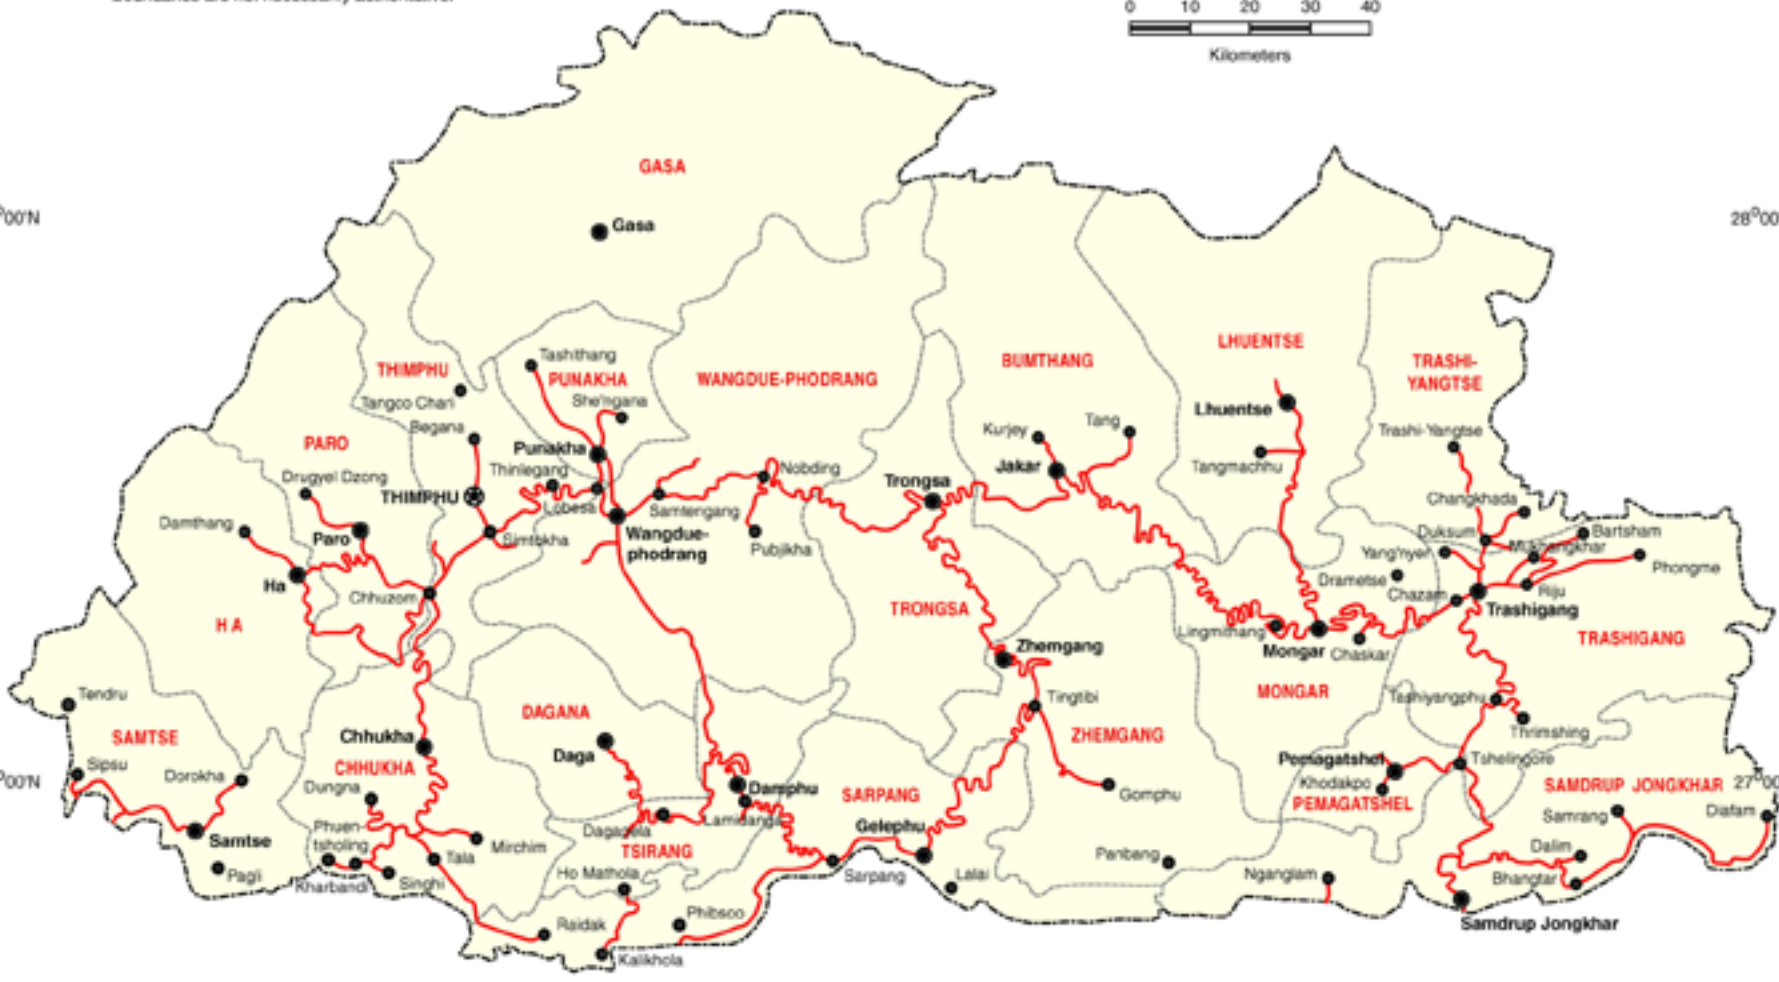 0 10 20 30 40
Kilometers
GASA
00'N
28⁰00
Gasa
LHUENTSE
Tashithang
BUMTHANG
TRASHI-
YANGTSE
THIMPHU
PUNAKHA
WANGDUE-PHODRANG
Tangco Chari
She'ngana
Lhuentse
Begana
Kurjey
Tang
Trashi-Yangtse
PARO
Punakha
Drugyel Dzong
Thinlegang
Nobding
Jakar
Tangmachhu
THIMPHU
Trongsa
Changkhada
Lobesa
Samtengang
Damthang
Paro
Simtokha
Wangdue-
phodrang
Pubjikha
Duksum
Bartsham
Yang'nyer
Phongme
Ha
Chhuzom
Drametse
Chazam
Riju
Trashigang
TRONGSA
H A
Lingmithang
Mongar
Chaskar
TRASHIGANG
Zhemgang
Tendru
Tingtibi
MONGAR
Tashiyangphu
DAGANA
SAMTSE
Chhukha
Daga
ZHEMGANG
Thrimshing
Sipsu
Dorokha
CHHUKHA
Pemagatshel
Tshelingore
00'N
Dungna
Damphu
SARPANG
Gomphu
Khodakpo
SAMDRUP JONGKHAR
27⁰00
PEMAGATSHEL
Samrang
Diafam
Phuen-
tsholing
Dagapela
Lamidanga
Gelephu
Samtse
Mirchim
TSIRANG
Dalim
Pagli
Tala
Panbang
Kharbandi
Singhi
Ho Mathola
Sarpang
Lalai
Nganglam
Bhangtar
Raidak
Phibsoo
Samdrup Jongkhar
Kalikhola